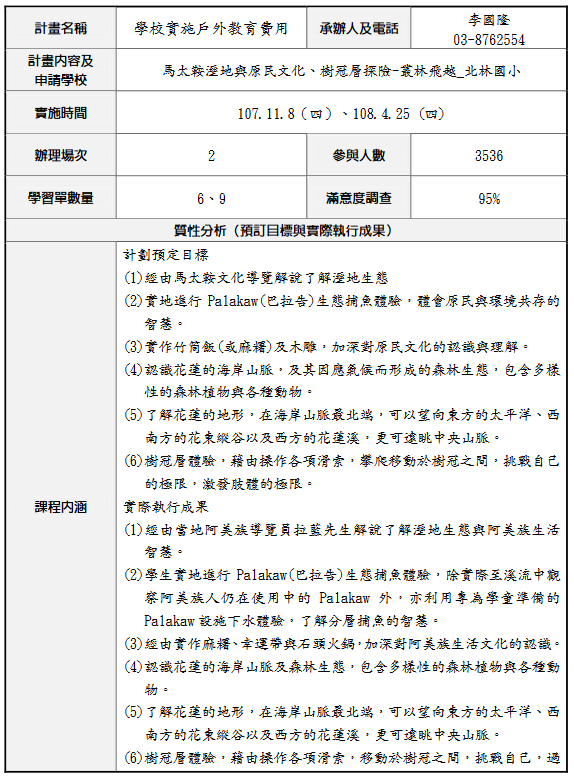 計畫名稱 學校實施戶外教育費用 承辦人及電話 李國隆
03-8762554
計畫內容及
申請學校 馬太鞍溼地與原民文化、樹冠層探險-叢林飛越_北林國小
實施時間 107.11.8（四）、108.4.25（四）
辦理場次 2 參與人數 3536
學習單數量 6、9 滿意度調查 95%
質性分析（預訂目標與實際執行成果）
課程內涵
計劃預定目標
(1)經由馬太鞍文化導覽解說了解溼地生態
(2)實地進行 Palakaw(巴拉告)生態捕魚體驗，體會原民與環境共存的
智慧。
(3)實作竹筒飯(或麻糬)及木雕，加深對原民文化的認識與理解。
(4)認識花蓮的海岸山脈，及其因應氣候而形成的森林生態，包含多樣
性的森林植物與各種動物。
(5)了解花蓮的地形，在海岸山脈最北端，可以望向東方的太平洋、西
南方的花東縱谷以及西方的花蓮溪，更可遠眺中央山脈。
(6)樹冠層體驗，藉由操作各項滑索，攀爬移動於樹冠之間，挑戰自己
的極限，激發肢體的極限。
實際執行成果
(1)經由當地阿美族導覽員拉藍先生解說了解溼地生態與阿美族生活
智慧。
(2)學生實地進行 Palakaw(巴拉告)生態捕魚體驗，除實際至溪流中觀
察阿美族人仍在使用中的 Palakaw 外，亦利用專為學童準備的
Palakaw 設施下水體驗，了解分層捕魚的智慧。
(3)經由實作麻糬、幸運帶與石頭火鍋，加深對阿美族生活文化的認識。
(4)認識花蓮的海岸山脈及森林生態，包含多樣性的森林植物與各種動
物。
(5)了解花蓮的地形，在海岸山脈最北端，可以望向東方的太平洋、西
南方的花東縱谷以及西方的花蓮溪，更可遠眺中央山脈。
(6)樹冠層體驗，藉由操作各項滑索，移動於樹冠之間，挑戰自己，過